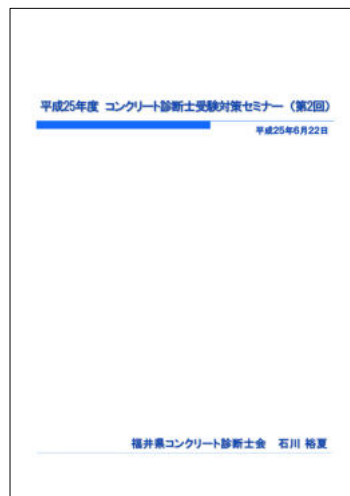 平成25年度 コンクリート診断士受験対策セミナー（第2回）
平成25年6月22日
福井県コンクリート診断士会　石川 裕夏